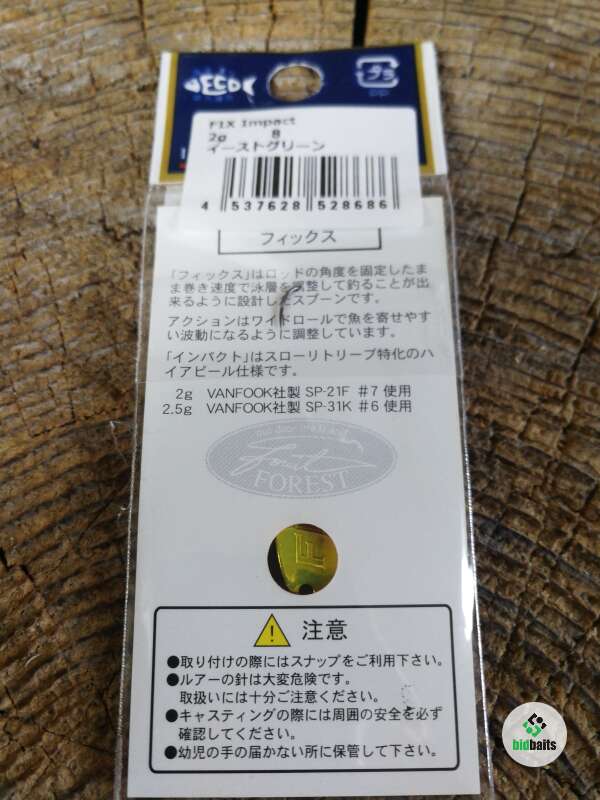 プラ
PP
FIX Impact
2g 8
イーストグリーン
4 537628 528686
フィックス
「フィックス」はロッドの角度を固定したま
ま巻き速度で泳層を調整して釣ることが出
来るように設計したスプーンです。
アクションはワイドロールで魚を寄せやす
い波動になるように調整しています。
「インパクト」はスローリトリーブ特化のハ
イアピール仕様です。
2g VANFOOK社製 SP-21F #7 使用
2.5g VANFOOK社製 SP-31K #6 使用
Forest
FOREST
注意
●取り付けの際にはスナップをご利用下さい。
●ルアーの針は大変危険です。
取扱いには十分ご注意ください。
●キャスティングの際には周囲の安全を必ず
確認してください。
●幼児の手の届かない所に保管して下さい。
bidbaits